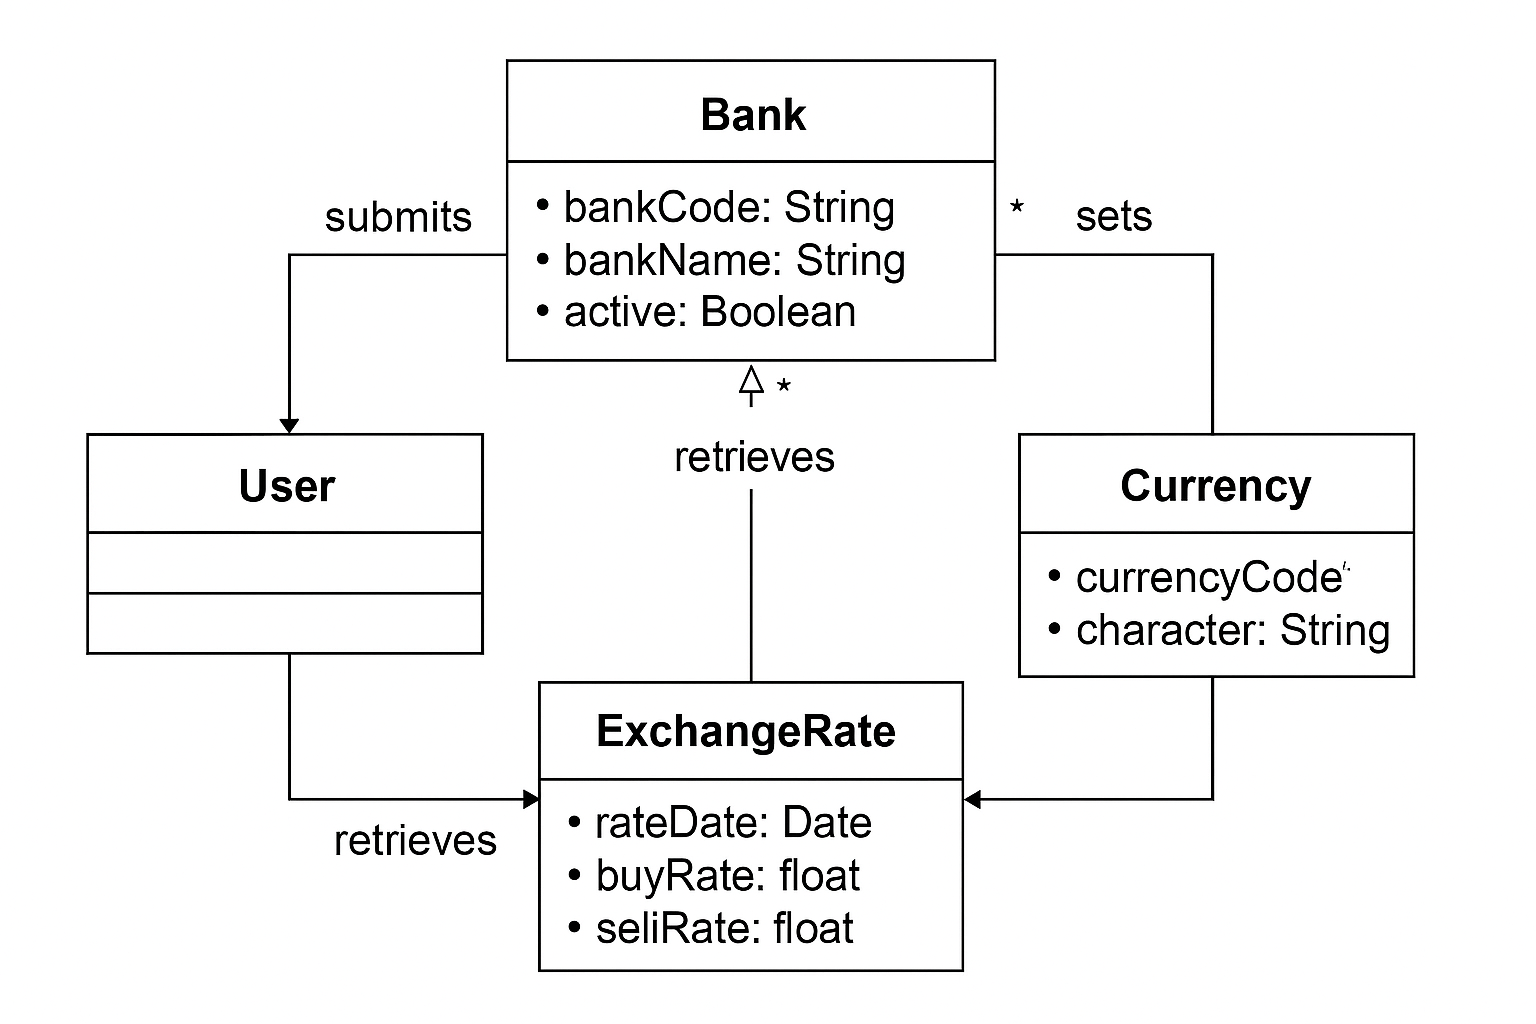 Bank
• bankCode: String
• bankName: String
• active: Boolean
submits
* sets
*
retrieves
User
Currency
• currencyCode
• character: String
ExchangeRate
• rateDate: Date
• buyRate: float
• seliRate: float
retrieves